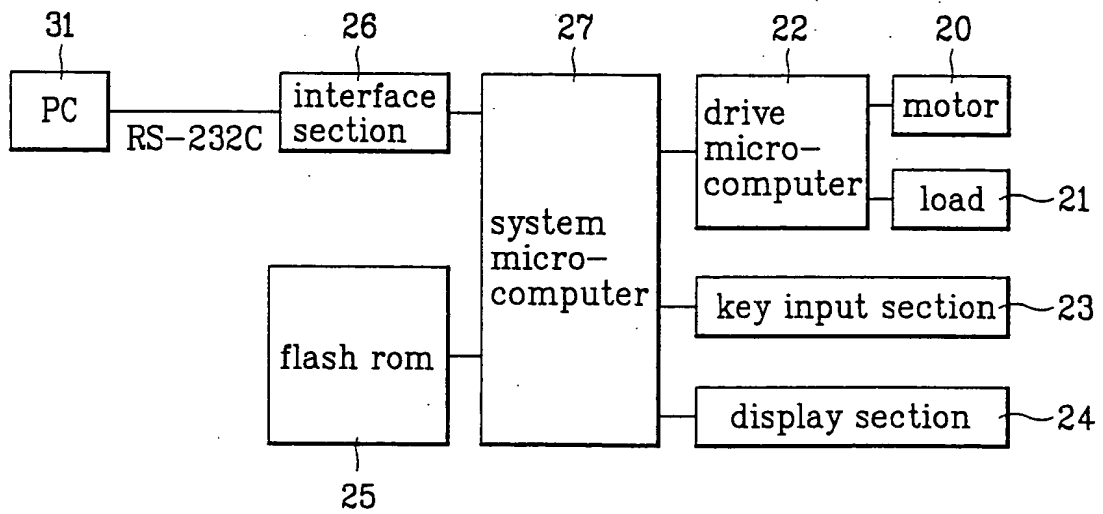 31
26
27
22
20
PC
RS-232C
interface
section
system
micro-
computer
drive
micro-
computer
motor
load
21
key input section
23
flash rom
display section
24
25